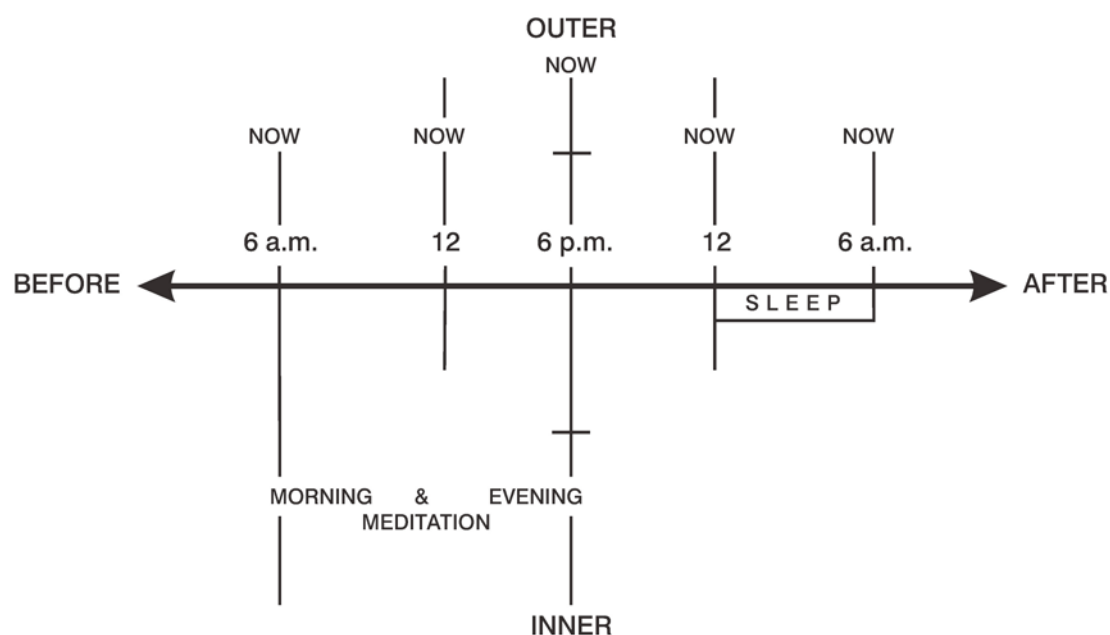 OUTER
NOW
NOW NOW NOW NOW
6 a.m. 12 6 p.m. 12 6 a.m.
BEFORE AFTER
SLEEP
MORNING & EVENING
MEDITATION
INNER